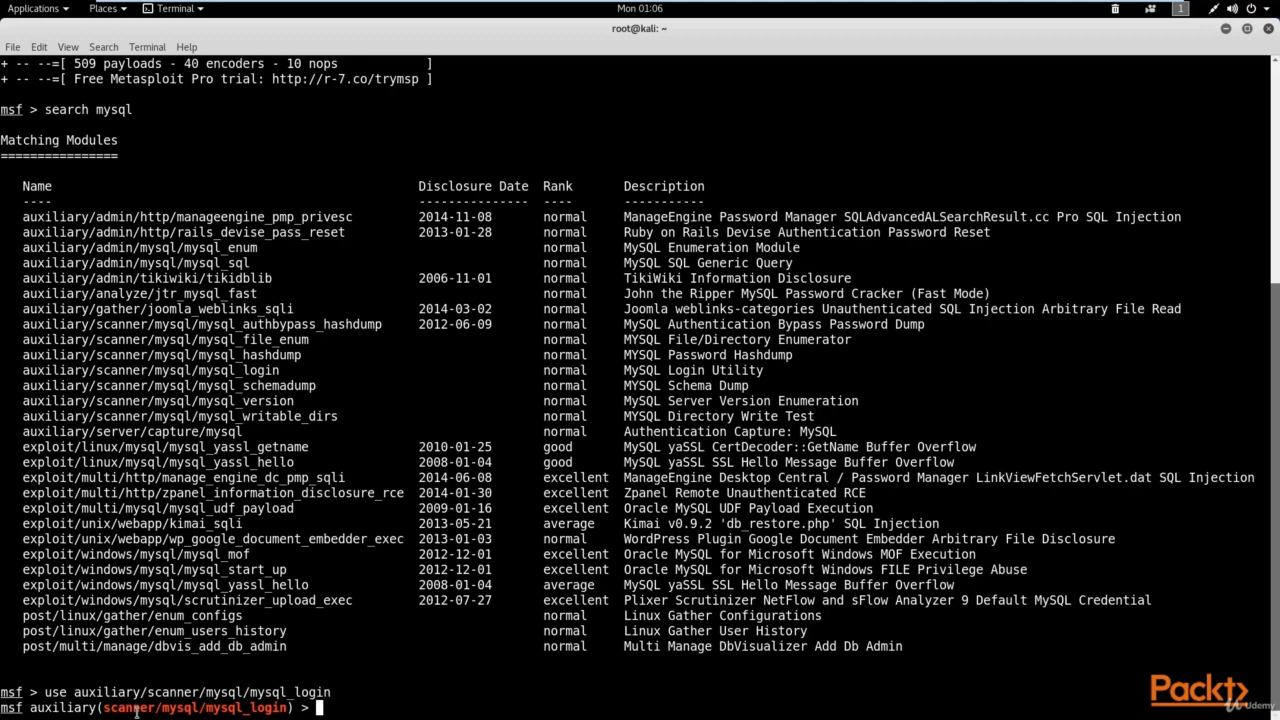 Applications Places Terminal Mon 01:06 1
root@kali: ~
File Edit View Search Terminal Help
+ -- --=[ 509 payloads - 40 encoders - 10 nops ]
+ -- --=[ Free Metasploit Pro trial: http://r-7.co/trymsp ]
msf > search mysql
Matching Modules
================
Name Disclosure Date Rank Description
---- --------------- ---- -----------
auxiliary/admin/http/manageengine_pmp_privesc 2014-11-08 normal ManageEngine Password Manager SQLAdvancedALSearchResult.cc Pro SQL Injection
auxiliary/admin/http/rails_devise_pass_reset 2013-01-28 normal Ruby on Rails Devise Authentication Password Reset
auxiliary/admin/mysql/mysql_enum normal MySQL Enumeration Module
auxiliary/admin/mysql/mysql_sql normal MySQL SQL Generic Query
auxiliary/admin/tikiwiki/tikidblib 2006-11-01 normal TikiWiki Information Disclosure
auxiliary/analyze/jtr_mysql_fast normal John the Ripper MySQL Password Cracker (Fast Mode)
auxiliary/gather/joomla_weblinks_sqli 2014-03-02 normal Joomla weblinks-categories Unauthenticated SQL Injection Arbitrary File Read
auxiliary/scanner/mysql/mysql_authbypass_hashdump 2012-06-09 normal MySQL Authentication Bypass Password Dump
auxiliary/scanner/mysql/mysql_file_enum normal MYSQL File/Directory Enumerator
auxiliary/scanner/mysql/mysql_hashdump normal MYSQL Password Hashdump
auxiliary/scanner/mysql/mysql_login normal MySQL Login Utility
auxiliary/scanner/mysql/mysql_schemadump normal MYSQL Schema Dump
auxiliary/scanner/mysql/mysql_version normal MySQL Server Version Enumeration
auxiliary/scanner/mysql/mysql_writable_dirs normal MYSQL Directory Write Test
auxiliary/server/capture/mysql normal Authentication Capture: MySQL
exploit/linux/mysql/mysql_yassl_getname 2010-01-25 good MySQL yaSSL CertDecoder::GetName Buffer Overflow
exploit/linux/mysql/mysql_yassl_hello 2008-01-04 good MySQL yaSSL SSL Hello Message Buffer Overflow
exploit/multi/http/manage_engine_dc_pmp_sqli 2014-06-08 excellent ManageEngine Desktop Central / Password Manager LinkViewFetchServlet.dat SQL Injection
exploit/multi/http/zpanel_information_disclosure_rce 2014-01-30 excellent Zpanel Remote Unauthenticated RCE
exploit/multi/mysql/mysql_udf_payload 2009-01-16 excellent Oracle MySQL UDF Payload Execution
exploit/unix/webapp/kimai_sqli 2013-05-21 average Kimai v0.9.2 'db_restore.php' SQL Injection
exploit/unix/webapp/wp_google_document_embedder_exec 2013-01-03 normal WordPress Plugin Google Document Embedder Arbitrary File Disclosure
exploit/windows/mysql/mysql_mof 2012-12-01 excellent Oracle MySQL for Microsoft Windows MOF Execution
exploit/windows/mysql/mysql_start_up 2012-12-01 excellent Oracle MySQL for Microsoft Windows FILE Privilege Abuse
exploit/windows/mysql/mysql_yassl_hello 2008-01-04 average MySQL yaSSL SSL Hello Message Buffer Overflow
exploit/windows/mysql/scrutinizer_upload_exec 2012-07-27 excellent Plixer Scrutinizer NetFlow and sFlow Analyzer 9 Default MySQL Credential
post/linux/gather/enum_configs normal Linux Gather Configurations
post/linux/gather/enum_users_history normal Linux Gather User History
post/multi/manage/dbvis_add_db_admin normal Multi Manage DbVisualizer Add Db Admin
msf > use auxiliary/scanner/mysql/mysql_login
msf auxiliary(scanner/mysql/mysql_login) >
Packt
Udemy